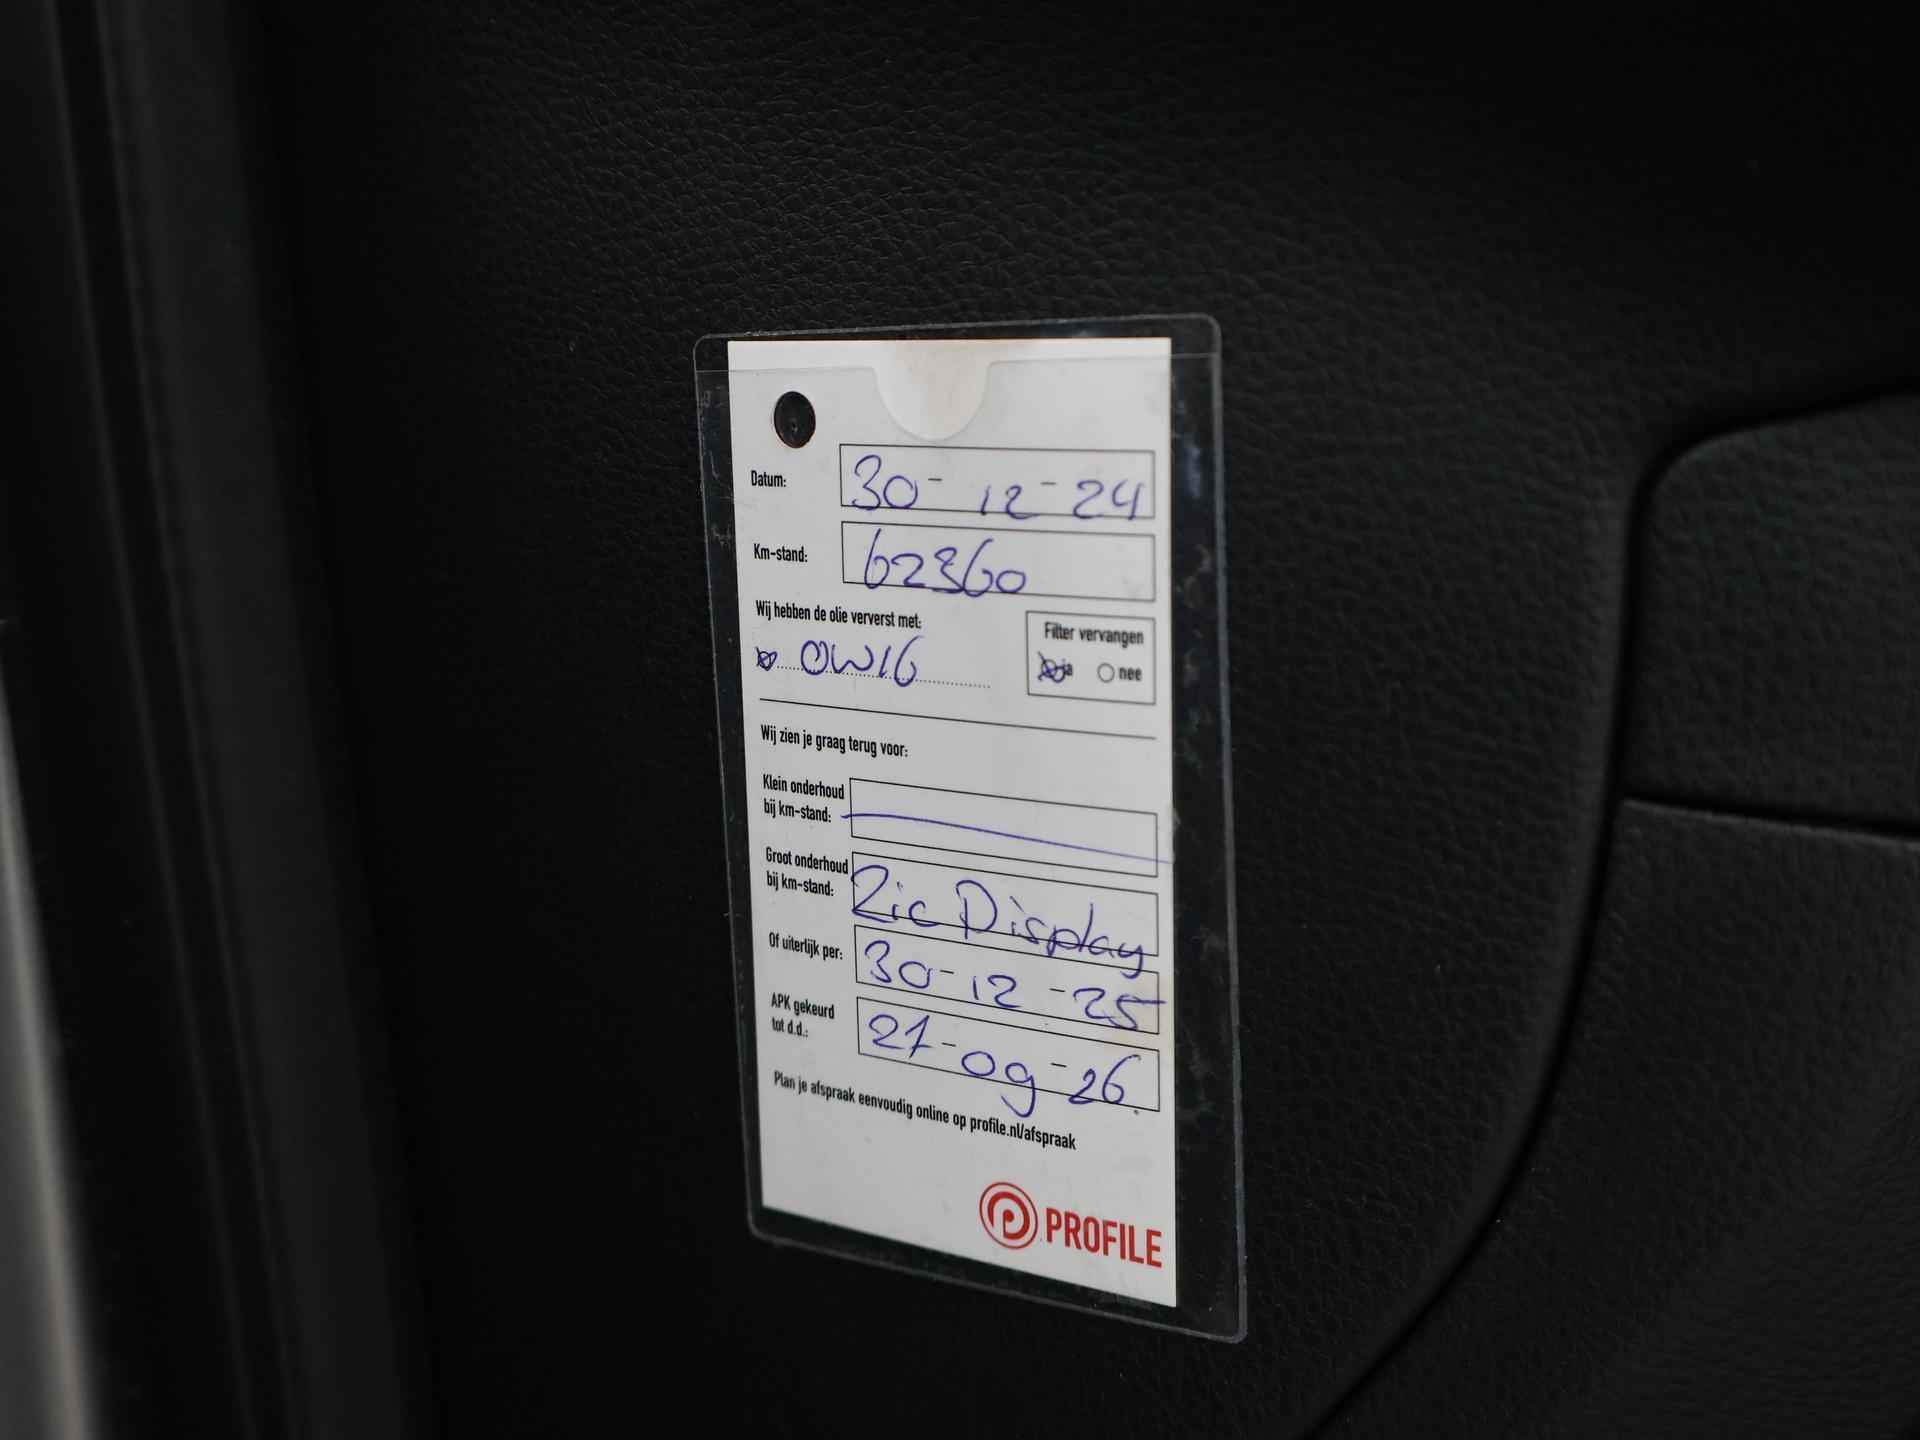 Datum: 30-12-24
Km-stand: 62360
Wij hebben de olie ververst met:
0W16
Filter vervangen
ja nee
Wij zien je graag terug voor:
Klein onderhoud
bij km-stand:
Groot onderhoud
bij km-stand: Zie Display
Of uiterlijk per: 30-12-25
APK gekeurd
tot d.d.: 27-09-26
Plan je afspraak eenvoudig online op profile.nl/afspraak
PROFILE